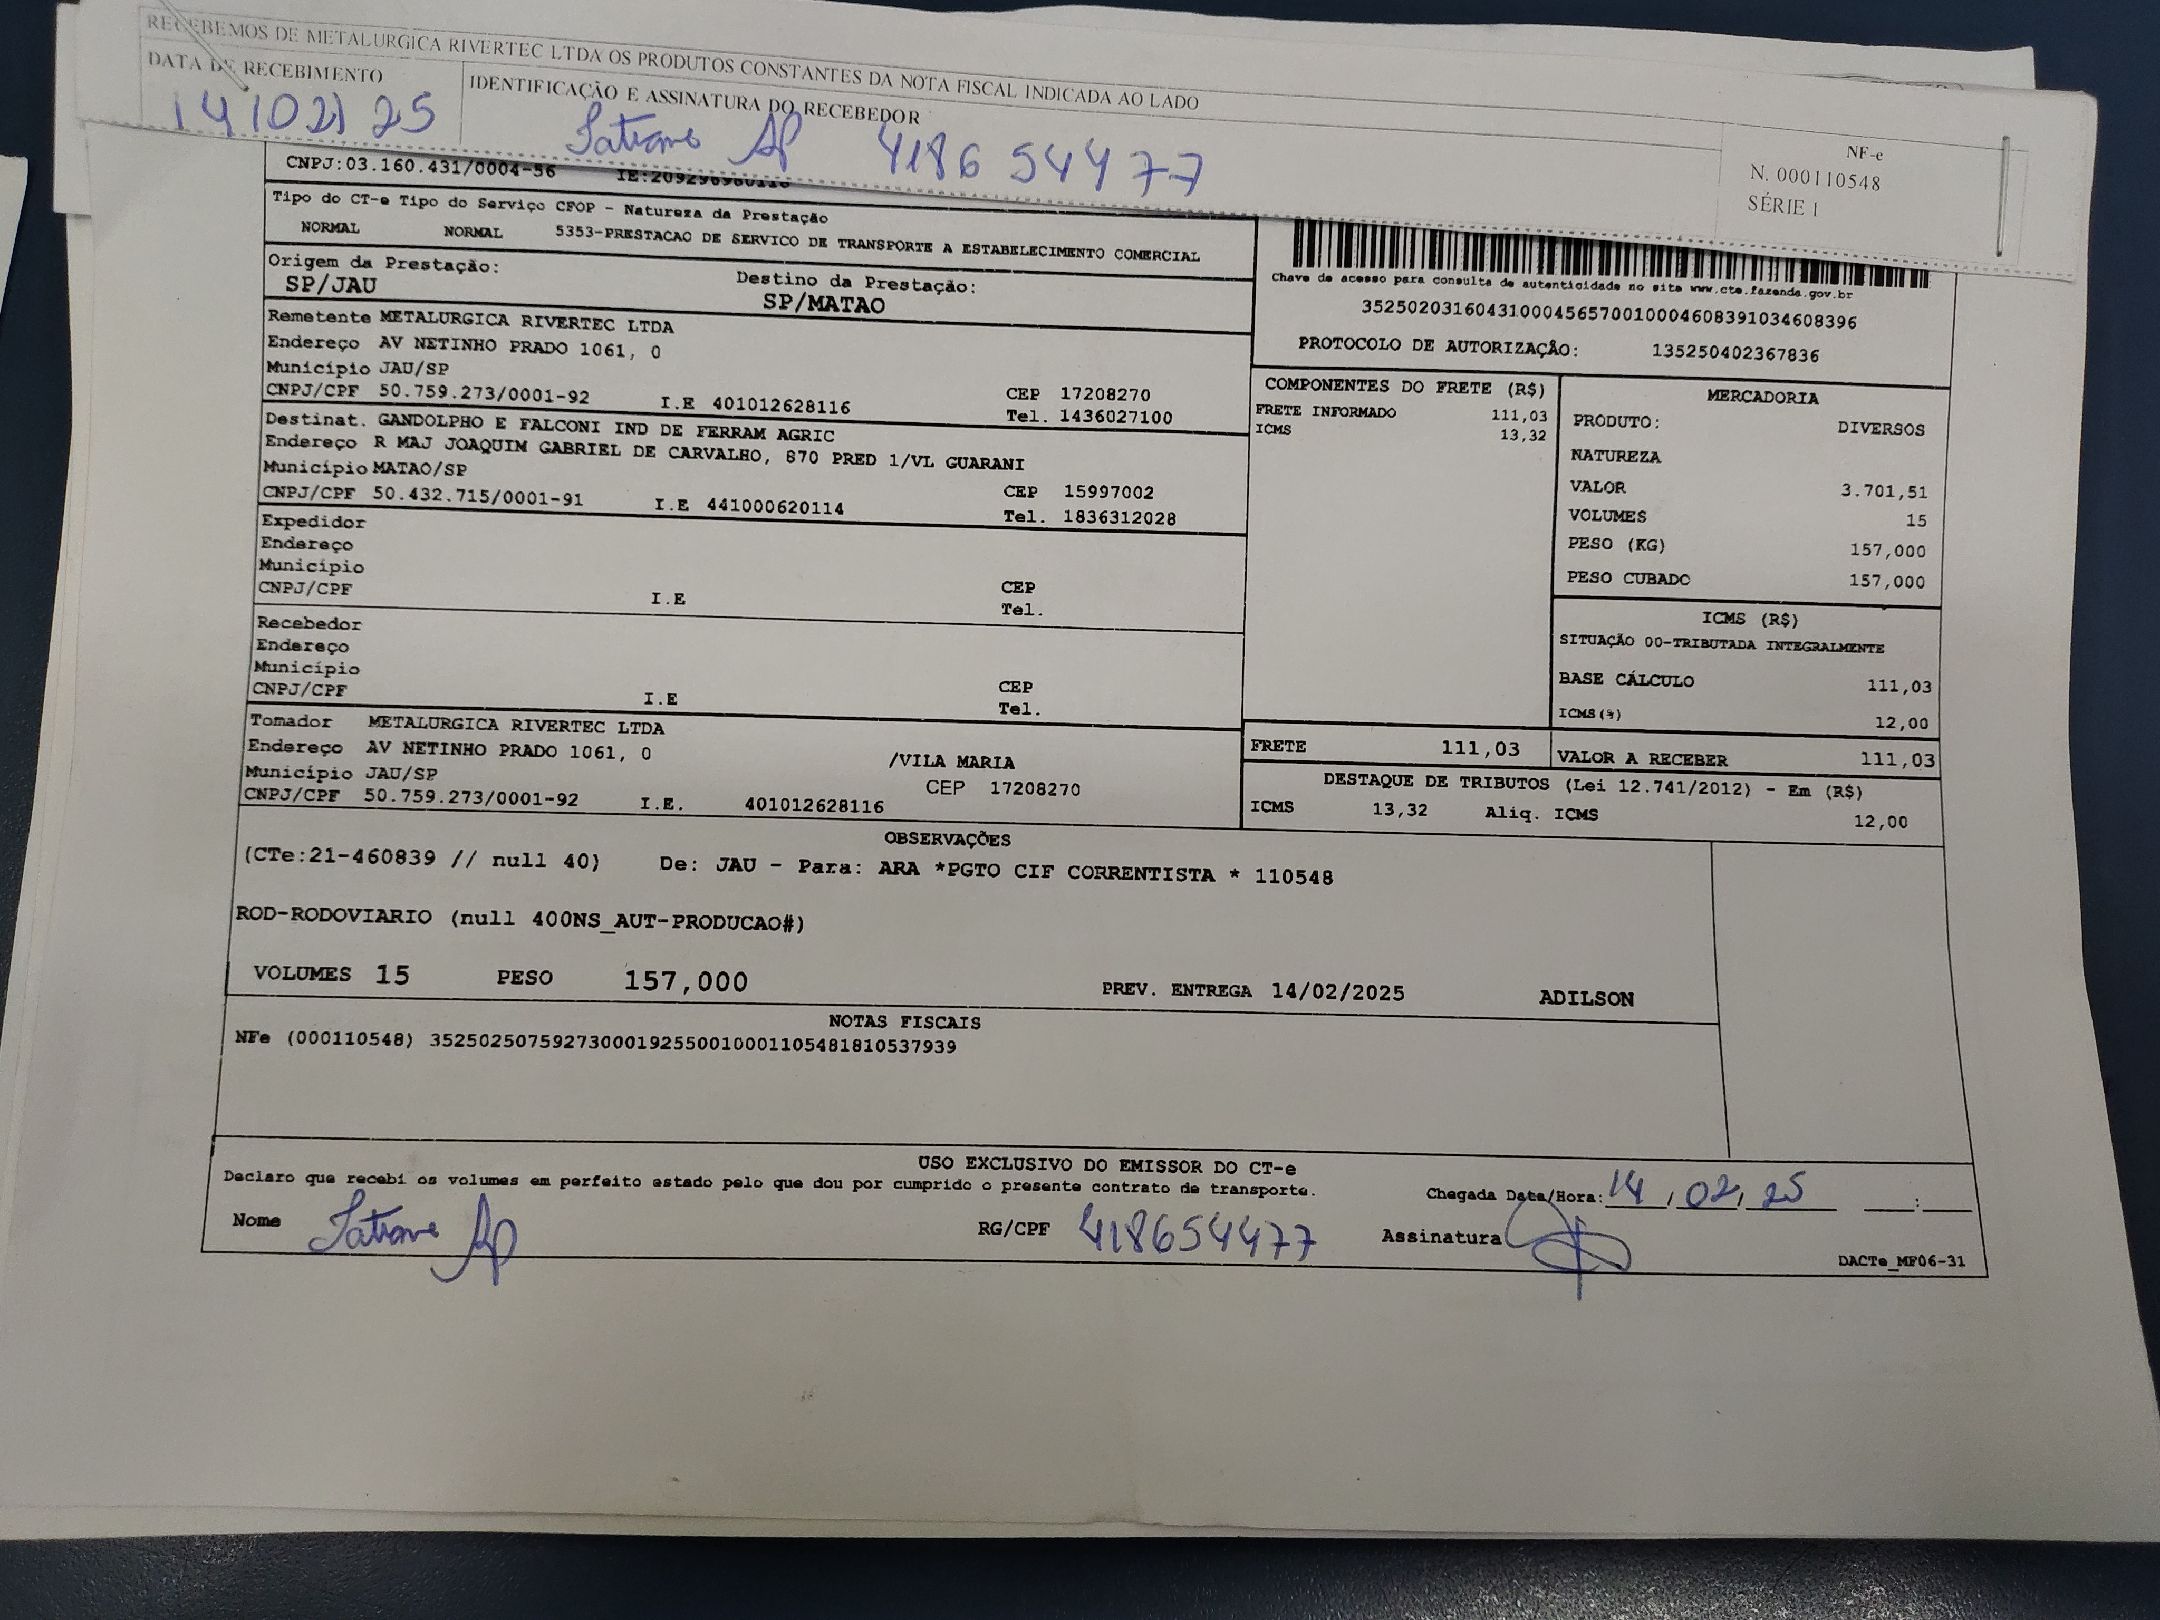 RECEBEMOS DE METALURGICA RIVERTEC LTDA OS PRODUTOS CONSTANTES DA NOTA FISCAL INDICADA AO LADO
DATA DE RECEBIMENTO
14/02/25
IDENTIFICAÇÃO E ASSINATURA DO RECEBEDOR
Tatiane Ap 418654477
NF-e
N. 000110548
SÉRIE 1
CNPJ:03.160.431/0004-56
Tipo do CT-e Tipo do Serviço CFOP - Natureza da Prestação
NORMAL NORMAL 5353-PRESTACAO DE SERVICO DE TRANSPORTE A ESTABELECIMENTO COMERCIAL
Origem da Prestação: Destino da Prestação:
SP/JAU SP/MATAO
Remetente METALURGICA RIVERTEC LTDA
Endereço AV NETINHO PRADO 1061, 0
Município JAU/SP CEP 17208270
CNPJ/CPF 50.759.273/0001-92 I.E 401012628116 Tel. 1436027100
Destinat. GANDOLPHO E FALCONI IND DE FERRAM AGRIC
Endereço R MAJ JOAQUIM GABRIEL DE CARVALHO, 870 PRED 1/VL GUARANI
Município MATAO/SP CEP 15997002
CNPJ/CPF 50.432.715/0001-91 I.E 441000620114 Tel. 1836312028
Expedidor
Endereço
Município CEP
CNPJ/CPF I.E Tel.
Recebedor
Endereço
Município CEP
CNPJ/CPF I.E Tel.
Tomador METALURGICA RIVERTEC LTDA
Endereço AV NETINHO PRADO 1061, 0 /VILA MARIA
Município JAU/SP CEP 17208270
CNPJ/CPF 50.759.273/0001-92 I.E. 401012628116
Chave de acesso para consulta de autenticidade no site www.cte.fazenda.gov.br
35250203160431000456570010004608391034608396
PROTOCOLO DE AUTORIZAÇÃO: 135250402367836
COMPONENTES DO FRETE (R$)
FRETE INFORMADO 111,03
ICMS 13,32
MERCADORIA
PRODUTO: DIVERSOS
NATUREZA
VALOR 3.701,51
VOLUMES 15
PESO (KG) 157,000
PESO CUBADO 157,000
ICMS (R$)
SITUAÇÃO 00-TRIBUTADA INTEGRALMENTE
BASE CÁLCULO 111,03
ICMS(%) 12,00
FRETE 111,03 VALOR A RECEBER 111,03
DESTAQUE DE TRIBUTOS (Lei 12.741/2012) - Em (R$)
ICMS 13,32 Aliq. ICMS 12,00
OBSERVAÇÕES
(CTe:21-460839 // null 40) De: JAU - Para: ARA *PGTO CIF CORRENTISTA * 110548
ROD-RODOVIARIO (null 400NS_AUT-PRODUCAO#)
VOLUMES 15 PESO 157,000 PREV. ENTREGA 14/02/2025 ADILSON
NOTAS FISCAIS
NFe (000110548) 35250250759273000192550010001105481810537939
USO EXCLUSIVO DO EMISSOR DO CT-e
Declaro que recebi os volumes em perfeito estado pelo que dou por cumprido o presente contrato de transporte. Chegada Data/Hora: 14/02/25 :
Nome Tatiane Ap RG/CPF 418654477 Assinatura
DACTe_MF06-31